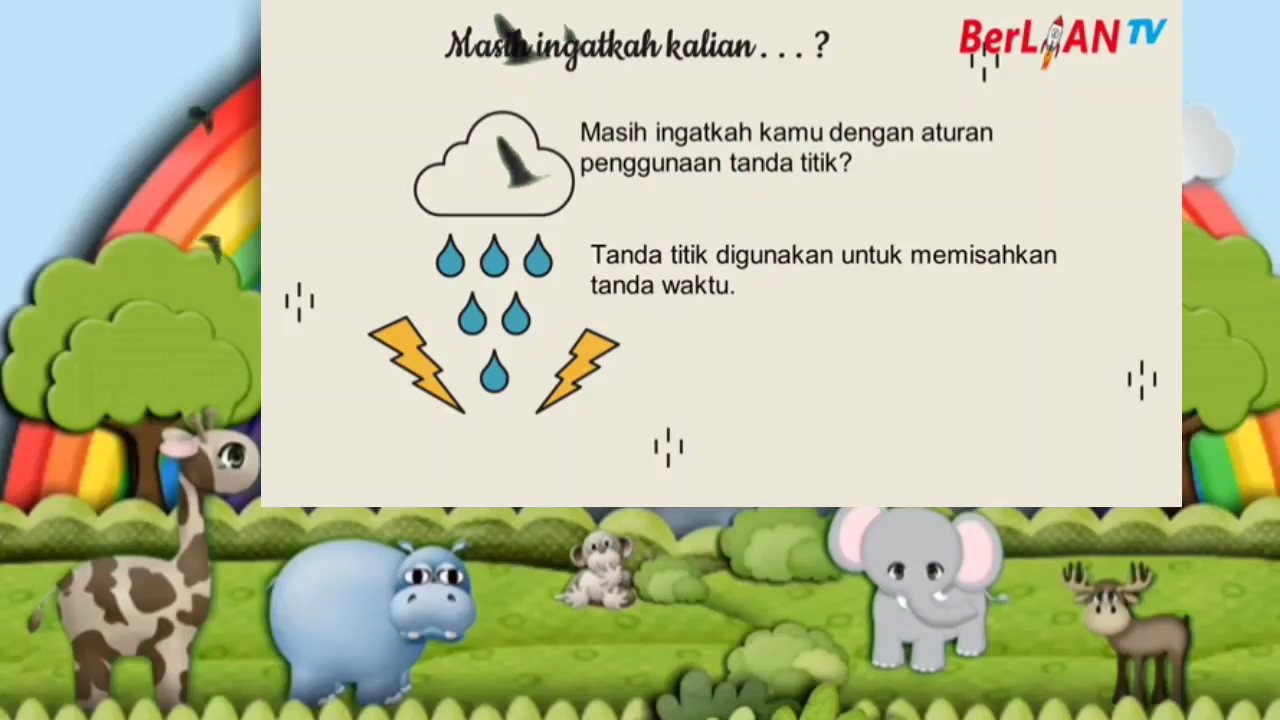 Masih ingatkah kalian . . . ?
BerLIAN TV
Masih ingatkah kamu dengan aturan
penggunaan tanda titik?
Tanda titik digunakan untuk memisahkan
tanda waktu.